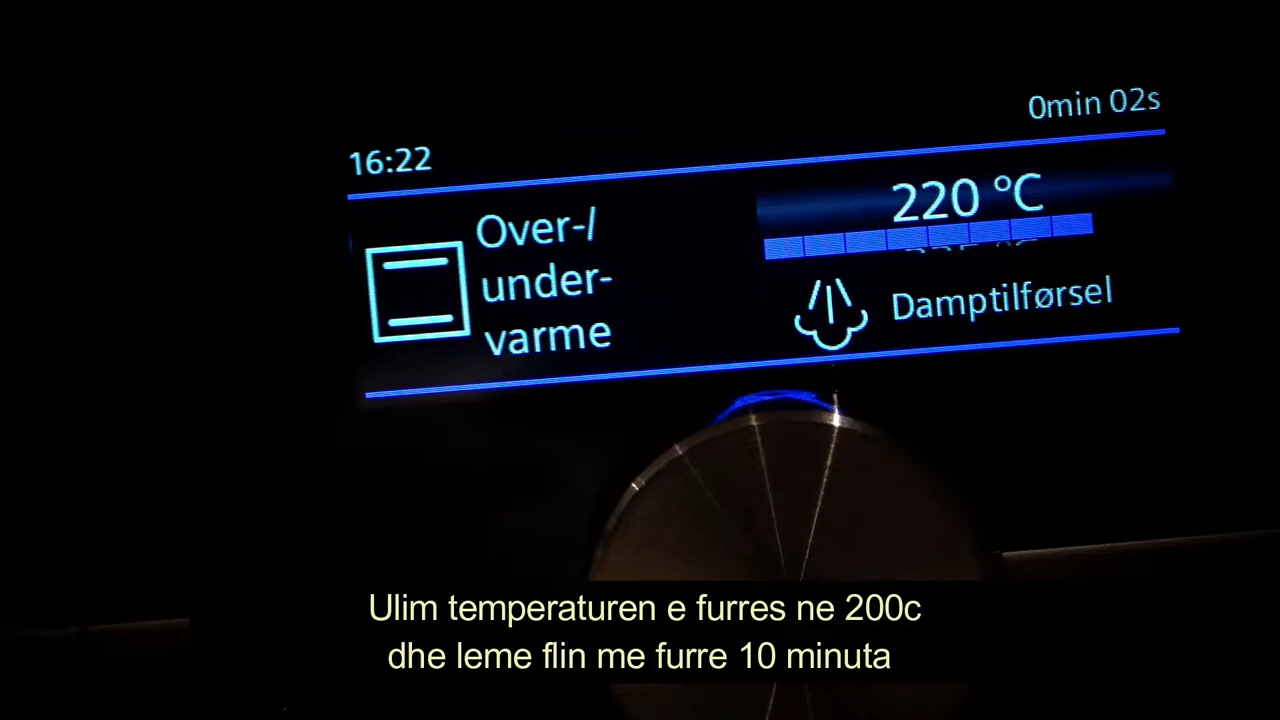 0min 02s
16:22
220 °C
Over-/
under-
varme
Damptilførsel
Ulim temperaturen e furres ne 200c
dhe leme flin me furre 10 minuta